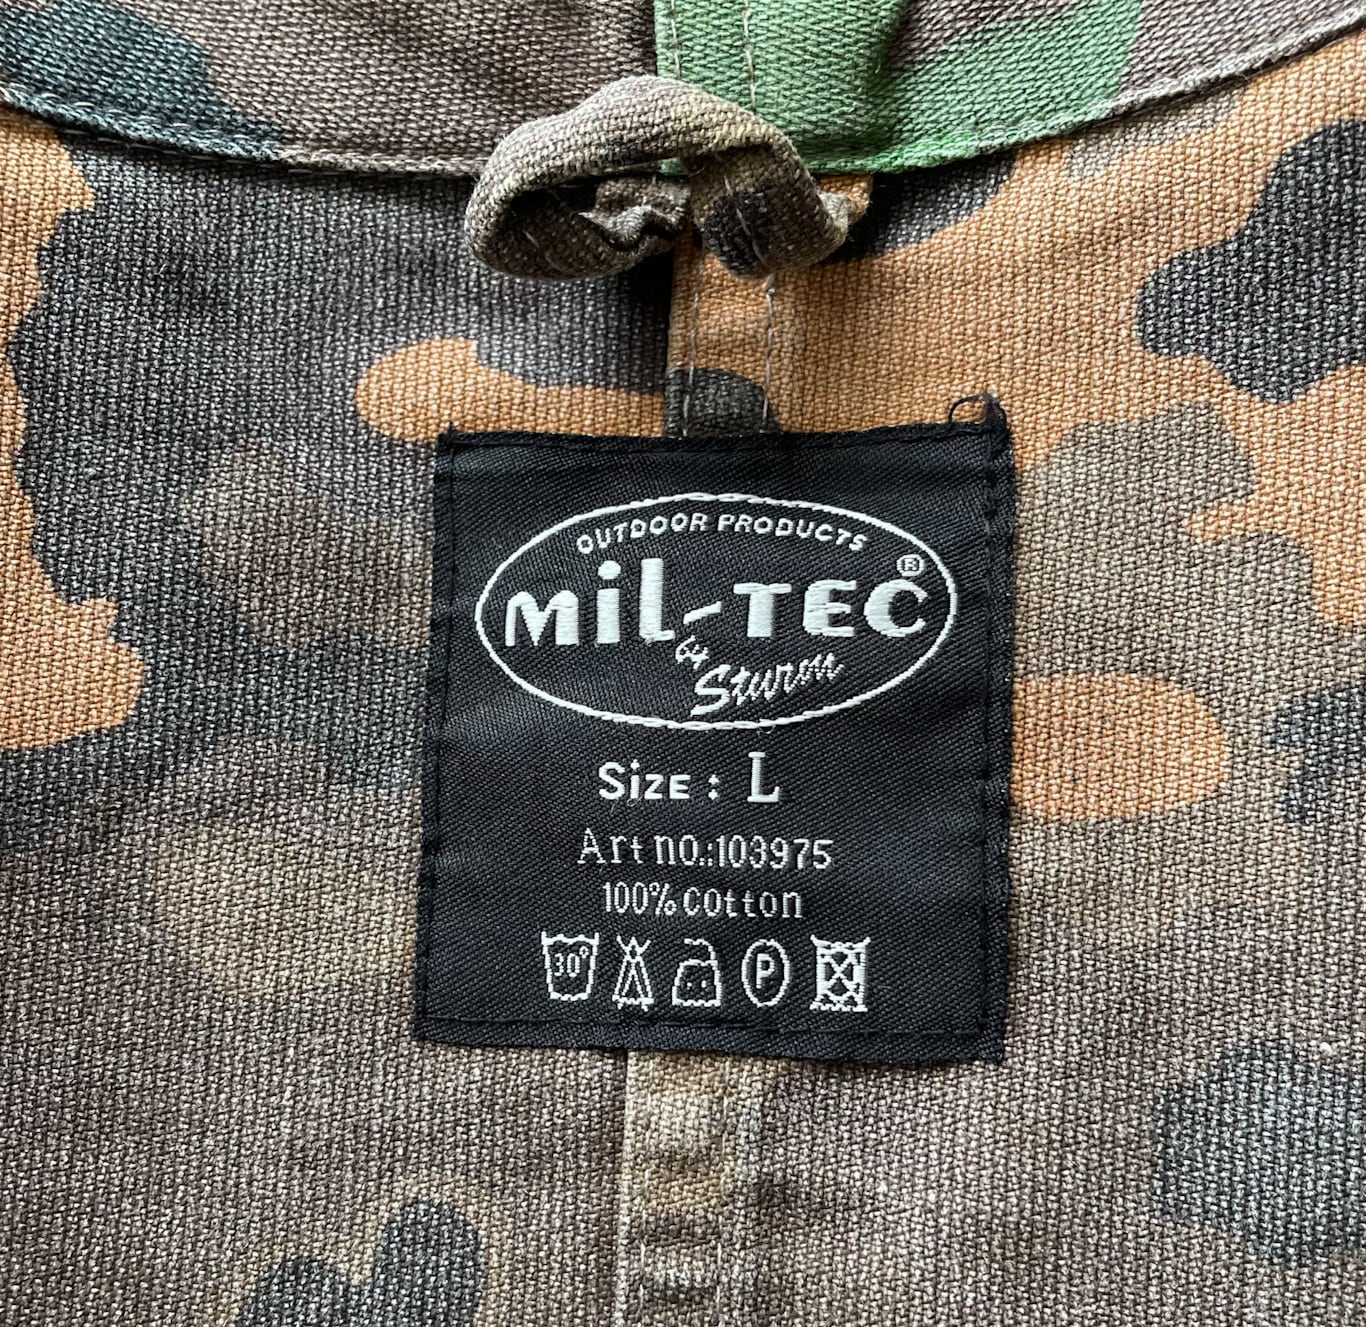 OUTDOOR PRODUCTS
MiL-TEC®
by
Sturm
SiZE : L
Art no.:103975
100% cotton
30°
P